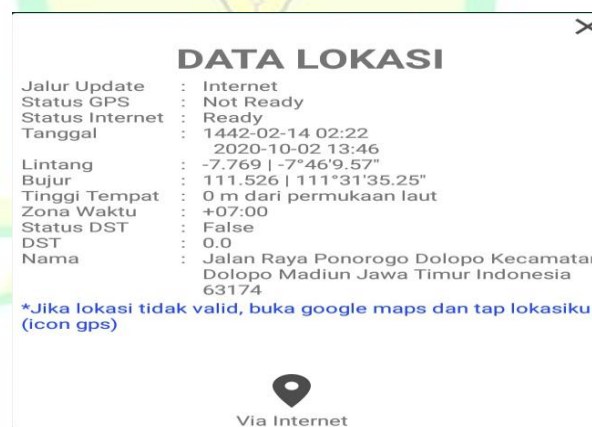 DATA LOKASI
Jalur Update : Internet
Status GPS : Not Ready
Status Internet : Ready
Tanggal : 1442-02-14 02:22
2020-10-02 13:46
Lintang : -7.769 | -7°46'9.57"
Bujur : 111.526 | 111°31'35.25"
Tinggi Tempat : 0 m dari permukaan laut
Zona Waktu : +07:00
Status DST : False
DST : 0.0
Nama : Jalan Raya Ponorogo Dolopo Kecamatan
Dolopo Madiun Jawa Timur Indonesia
63174
*Jika lokasi tidak valid, buka google maps dan tap lokasiku
(icon gps)
Via Internet